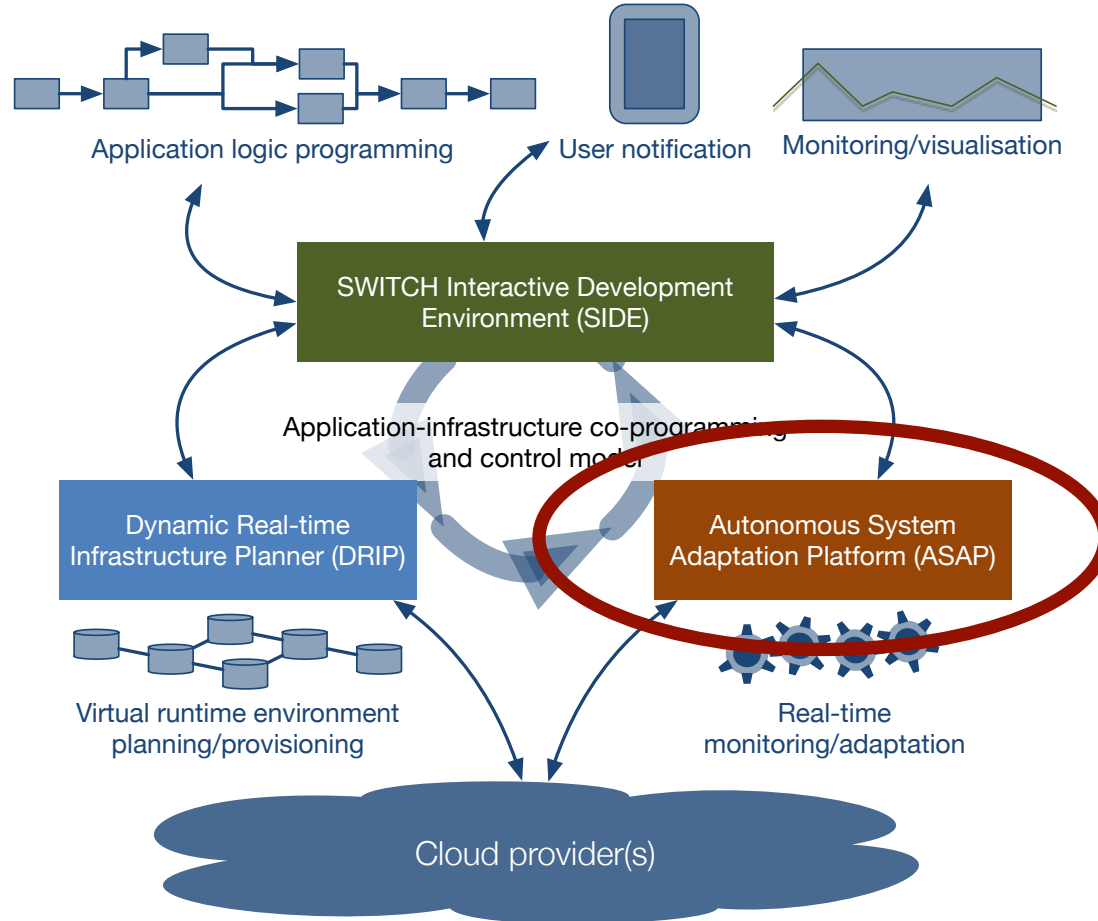 Application logic programming
User notification
Monitoring/visualisation
SWITCH Interactive Development
Environment (SIDE)
Application-infrastructure co-programming
and control model
Dynamic Real-time
Infrastructure Planner (DRIP)
Autonomous System
Adaptation Platform (ASAP)
Virtual runtime environment
planning/provisioning
Real-time
monitoring/adaptation
Cloud provider(s)